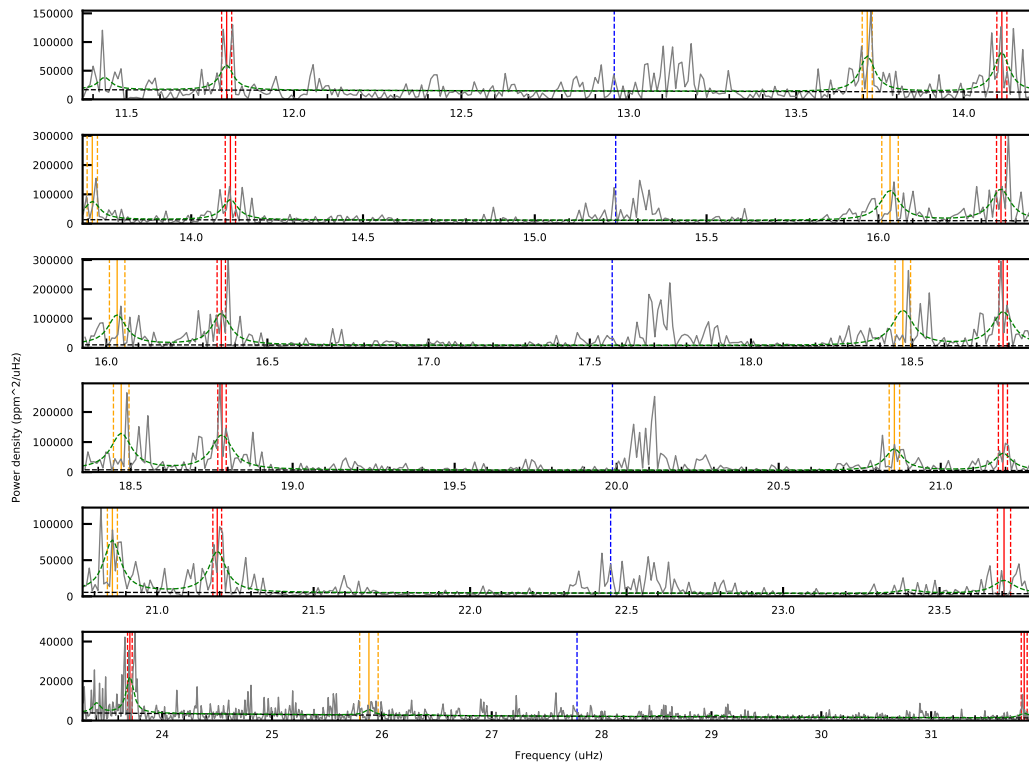 150000
100000
50000
0
11.5 12.0 12.5 13.0 13.5 14.0
300000
200000
100000
0
14.0 14.5 15.0 15.5 16.0
300000
200000
100000
0
16.0 16.5 17.0 17.5 18.0 18.5
200000
100000
0
18.5 19.0 19.5 20.0 20.5 21.0
100000
50000
0
21.0 21.5 22.0 22.5 23.0 23.5
40000
20000
0
24 25 26 27 28 29 30 31
Power density (ppm^2/uHz)
Frequency (uHz)